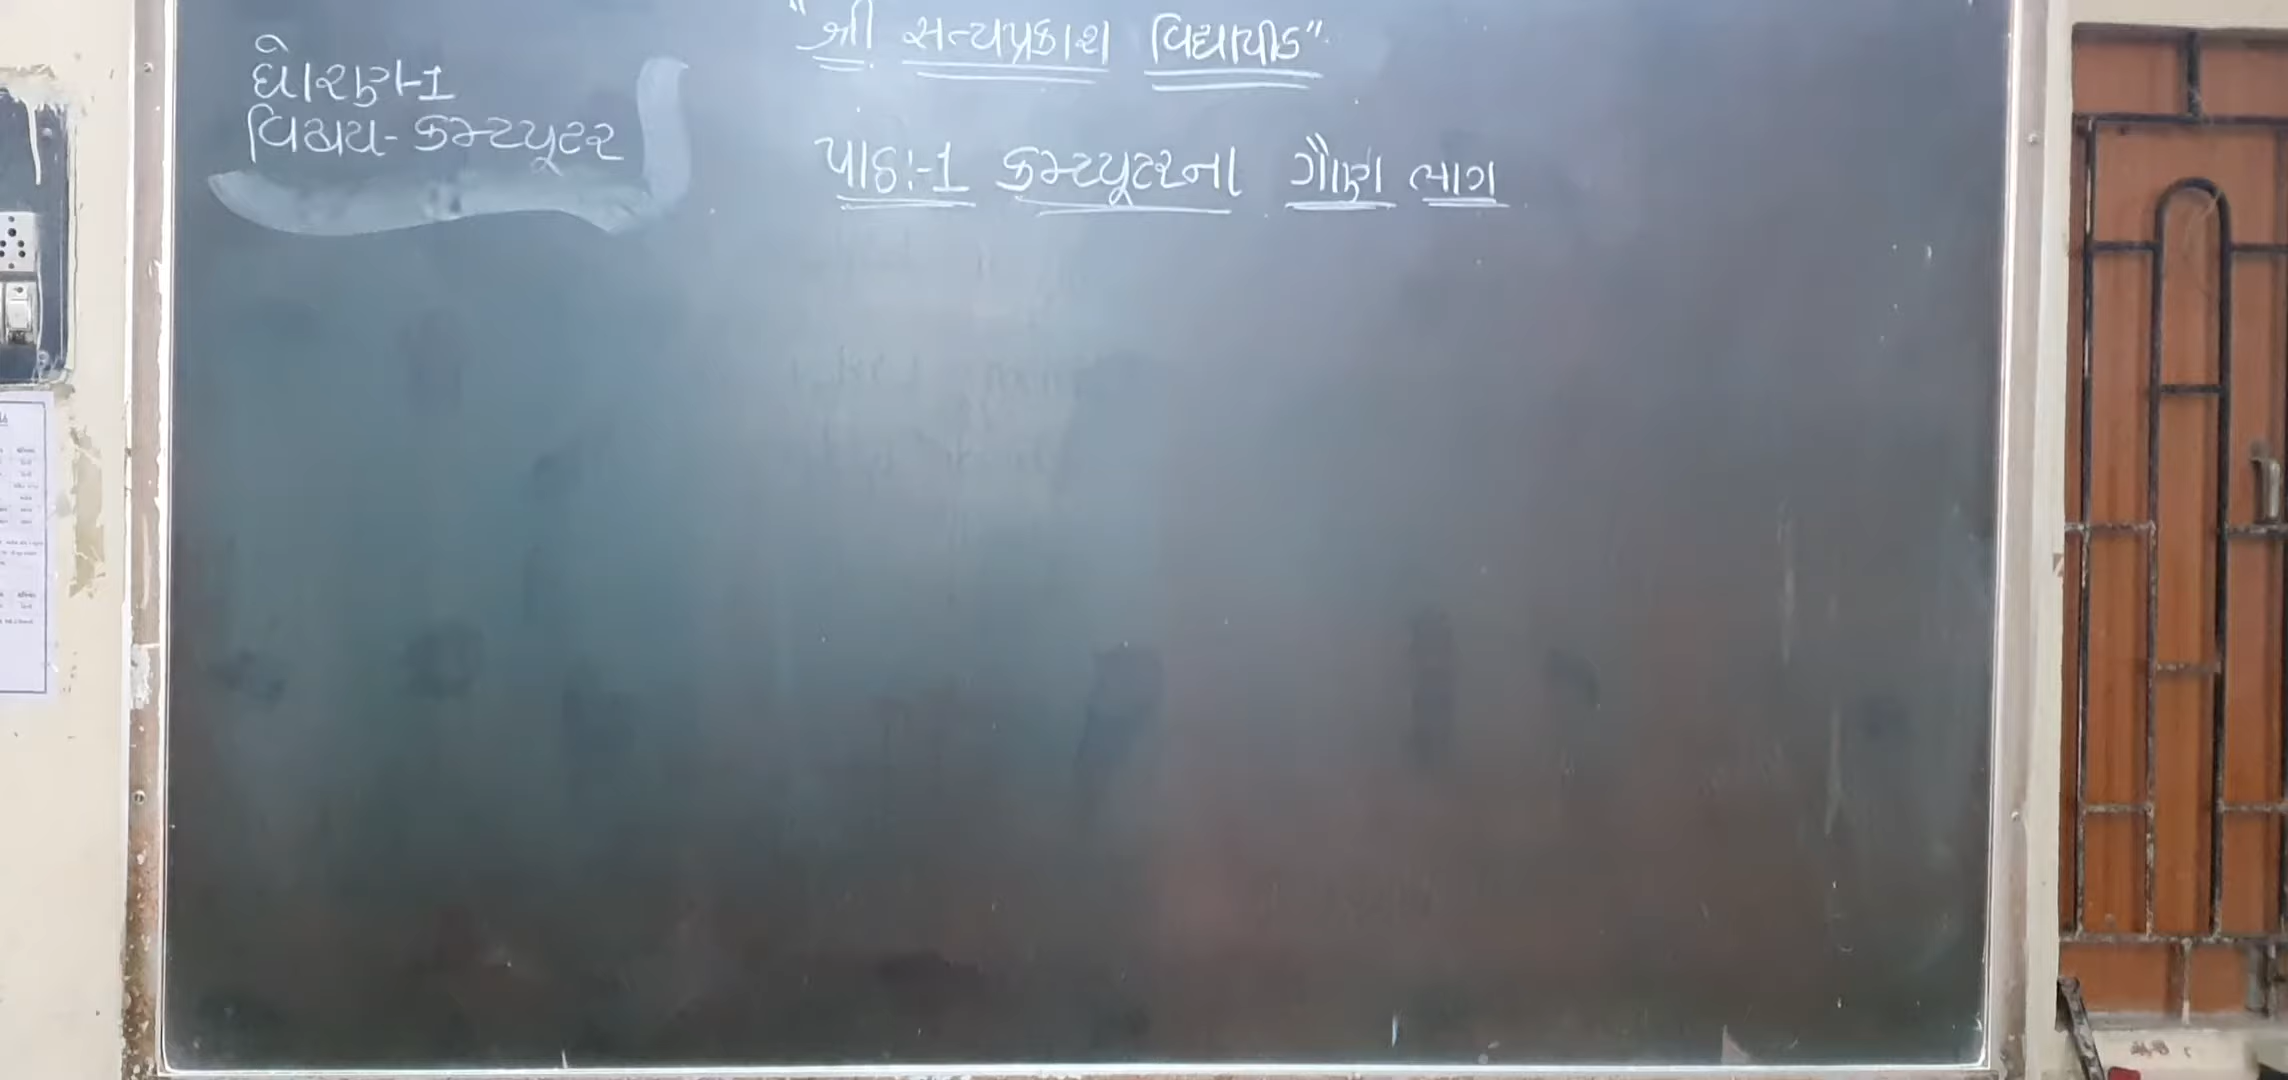 "શ્રી સત્યપ્રકાશ વિદ્યાપીઠ"
ધોરણ-1
વિષય-કમ્પ્યૂટર
પાઠ:-1 કમ્પ્યૂટરના ગૌણ ભાગ